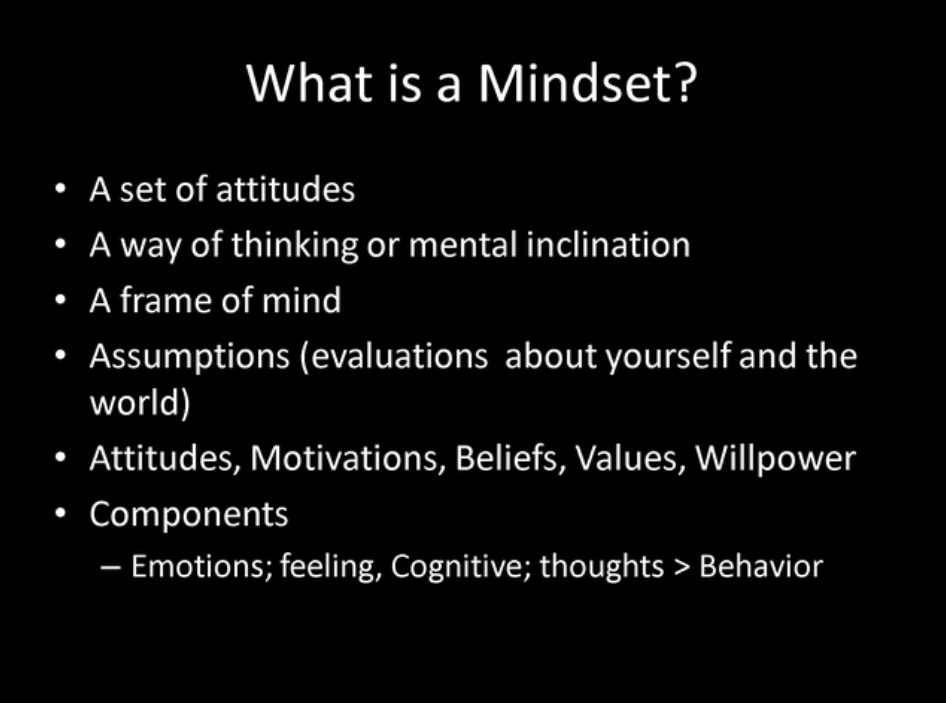 What is a Mindset?
• A set of attitudes
• A way of thinking or mental inclination
• A frame of mind
• Assumptions (evaluations  about yourself and the
world)
• Attitudes, Motivations, Beliefs, Values, Willpower
• Components
– Emotions; feeling, Cognitive; thoughts > Behavior